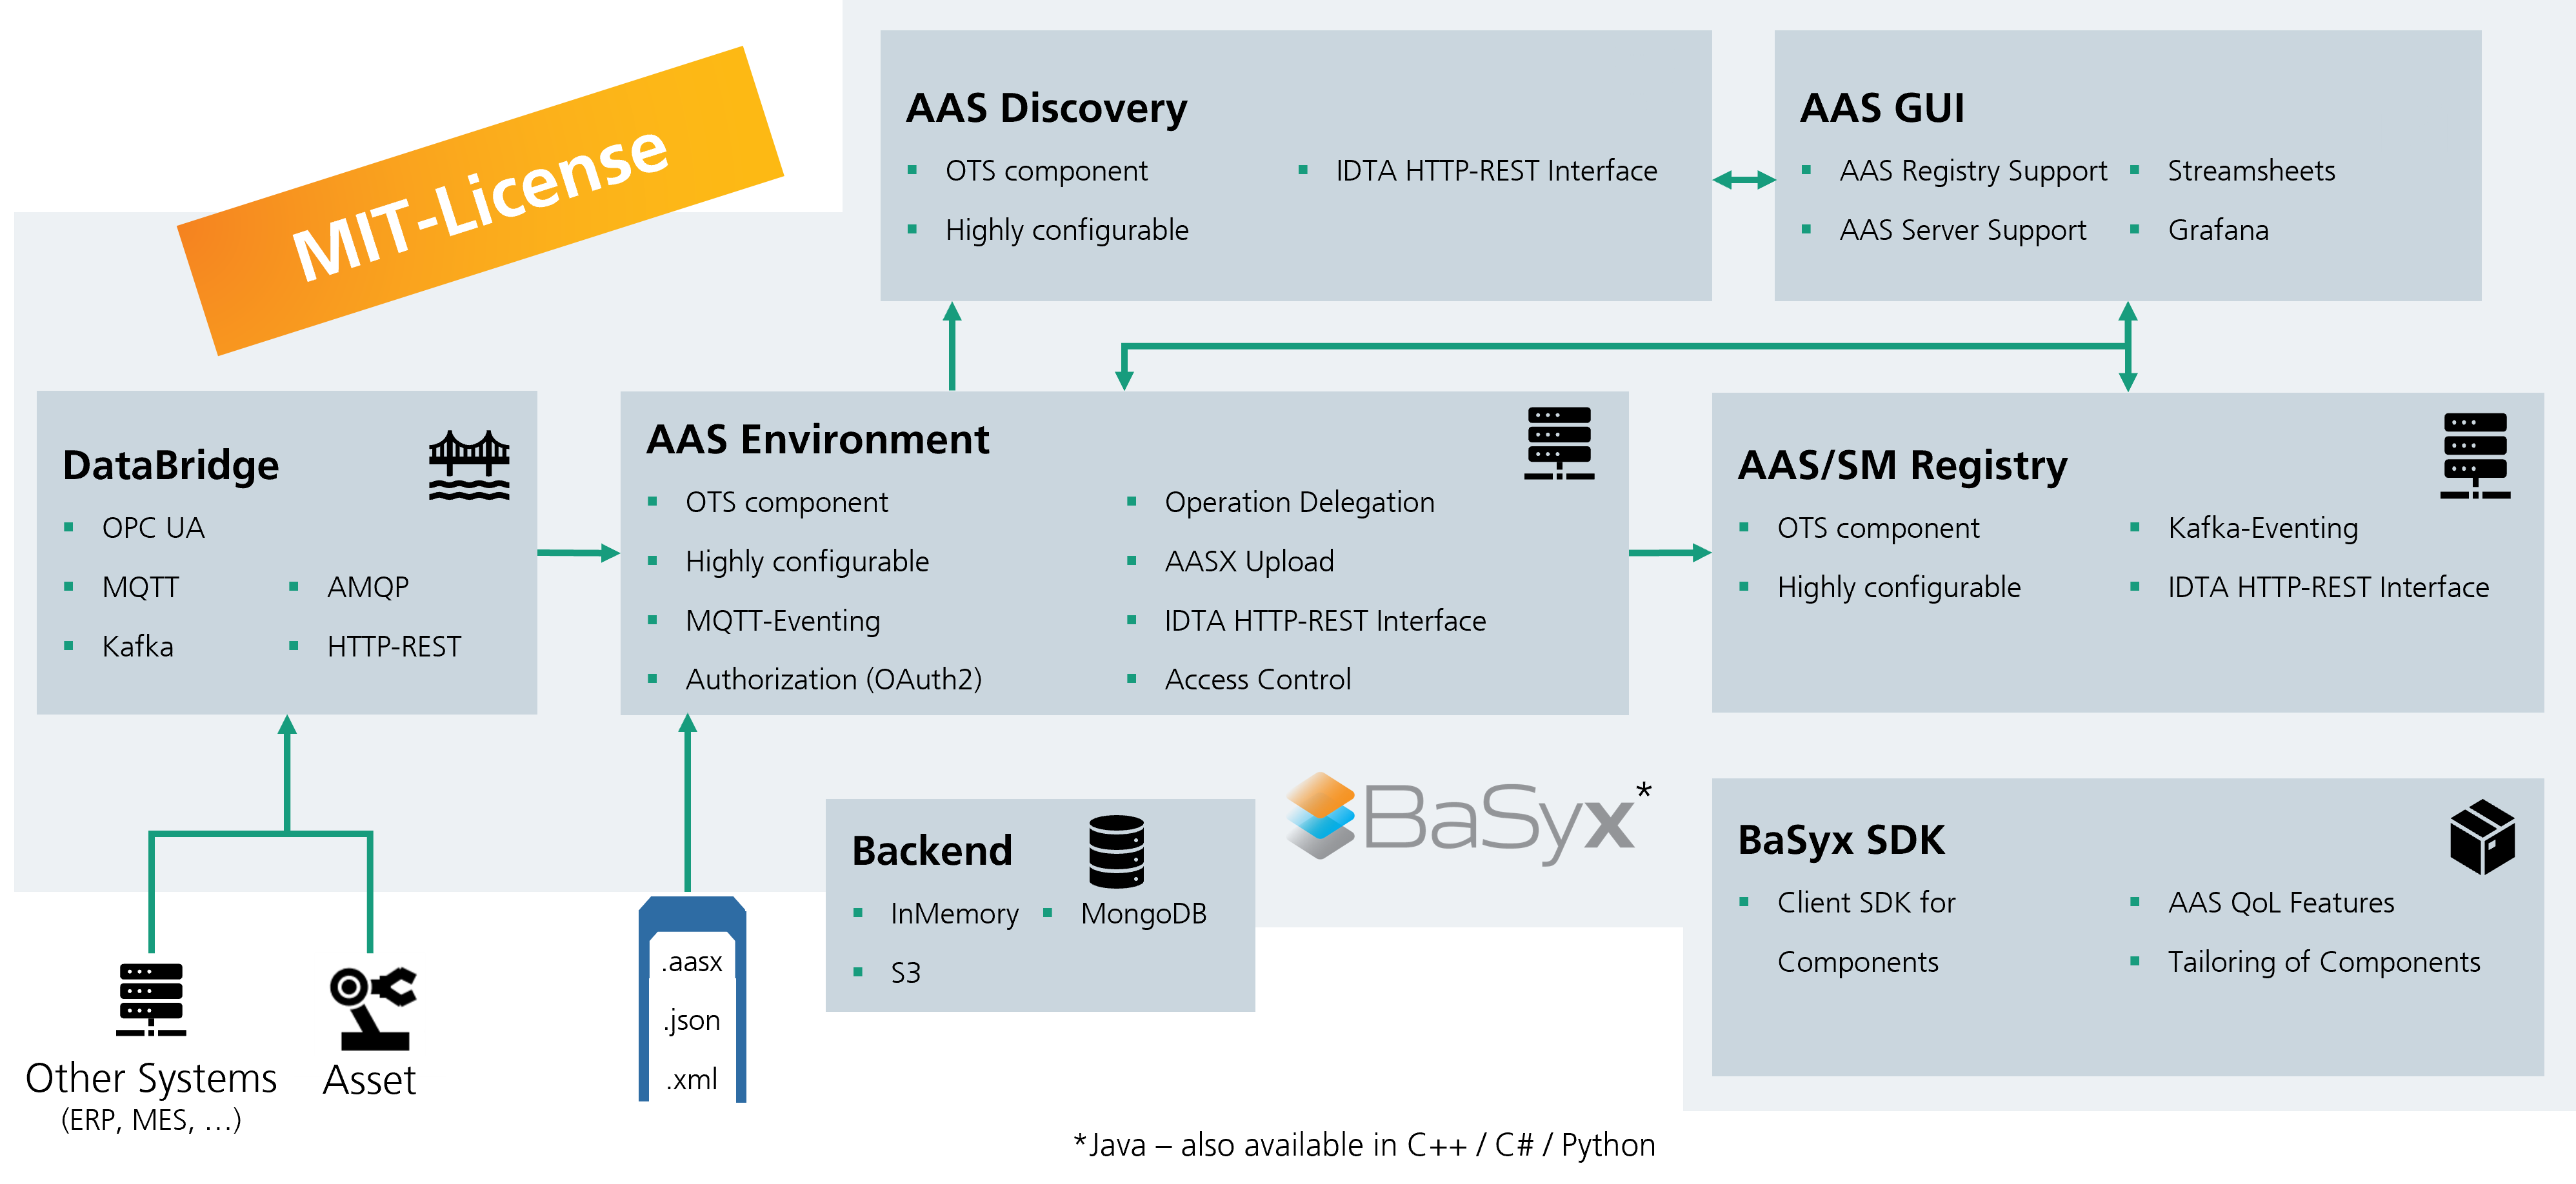 MIT-License
AAS Discovery
OTS component
Highly configurable
IDTA HTTP-REST Interface
AAS GUI
AAS Registry Support
AAS Server Support
Streamsheets
Grafana
DataBridge
OPC UA
MQTT
Kafka
AMQP
HTTP-REST
AAS Environment
OTS component
Highly configurable
MQTT-Eventing
Authorization (OAuth2)
Operation Delegation
AASX Upload
IDTA HTTP-REST Interface
Access Control
AAS/SM Registry
OTS component
Highly configurable
Kafka-Eventing
IDTA HTTP-REST Interface
Other Systems
(ERP, MES, …)
Asset
.aasx
.json
.xml
Backend
InMemory
S3
MongoDB
BaSyx*
BaSyx SDK
Client SDK for
Components
AAS QoL Features
Tailoring of Components
*Java – also available in C++ / C# / Python